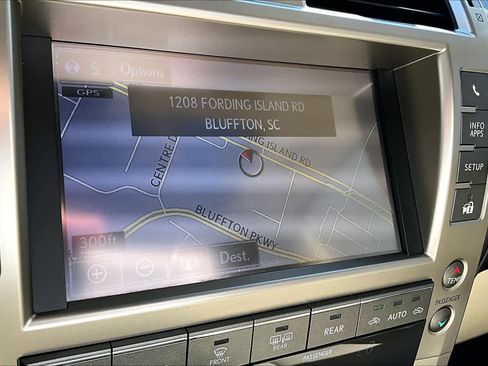 S Options
GPS
1208 FORDING ISLAND RD
BLUFFTON, SC
CENTRE D
NG ISLAND RD
BLUFFTON PKWY
300ft
Dest.
INFO
APPS
SETUP
TEMP
PASSENGER
FRONT
REAR
REAR
AUTO
PASSENGER